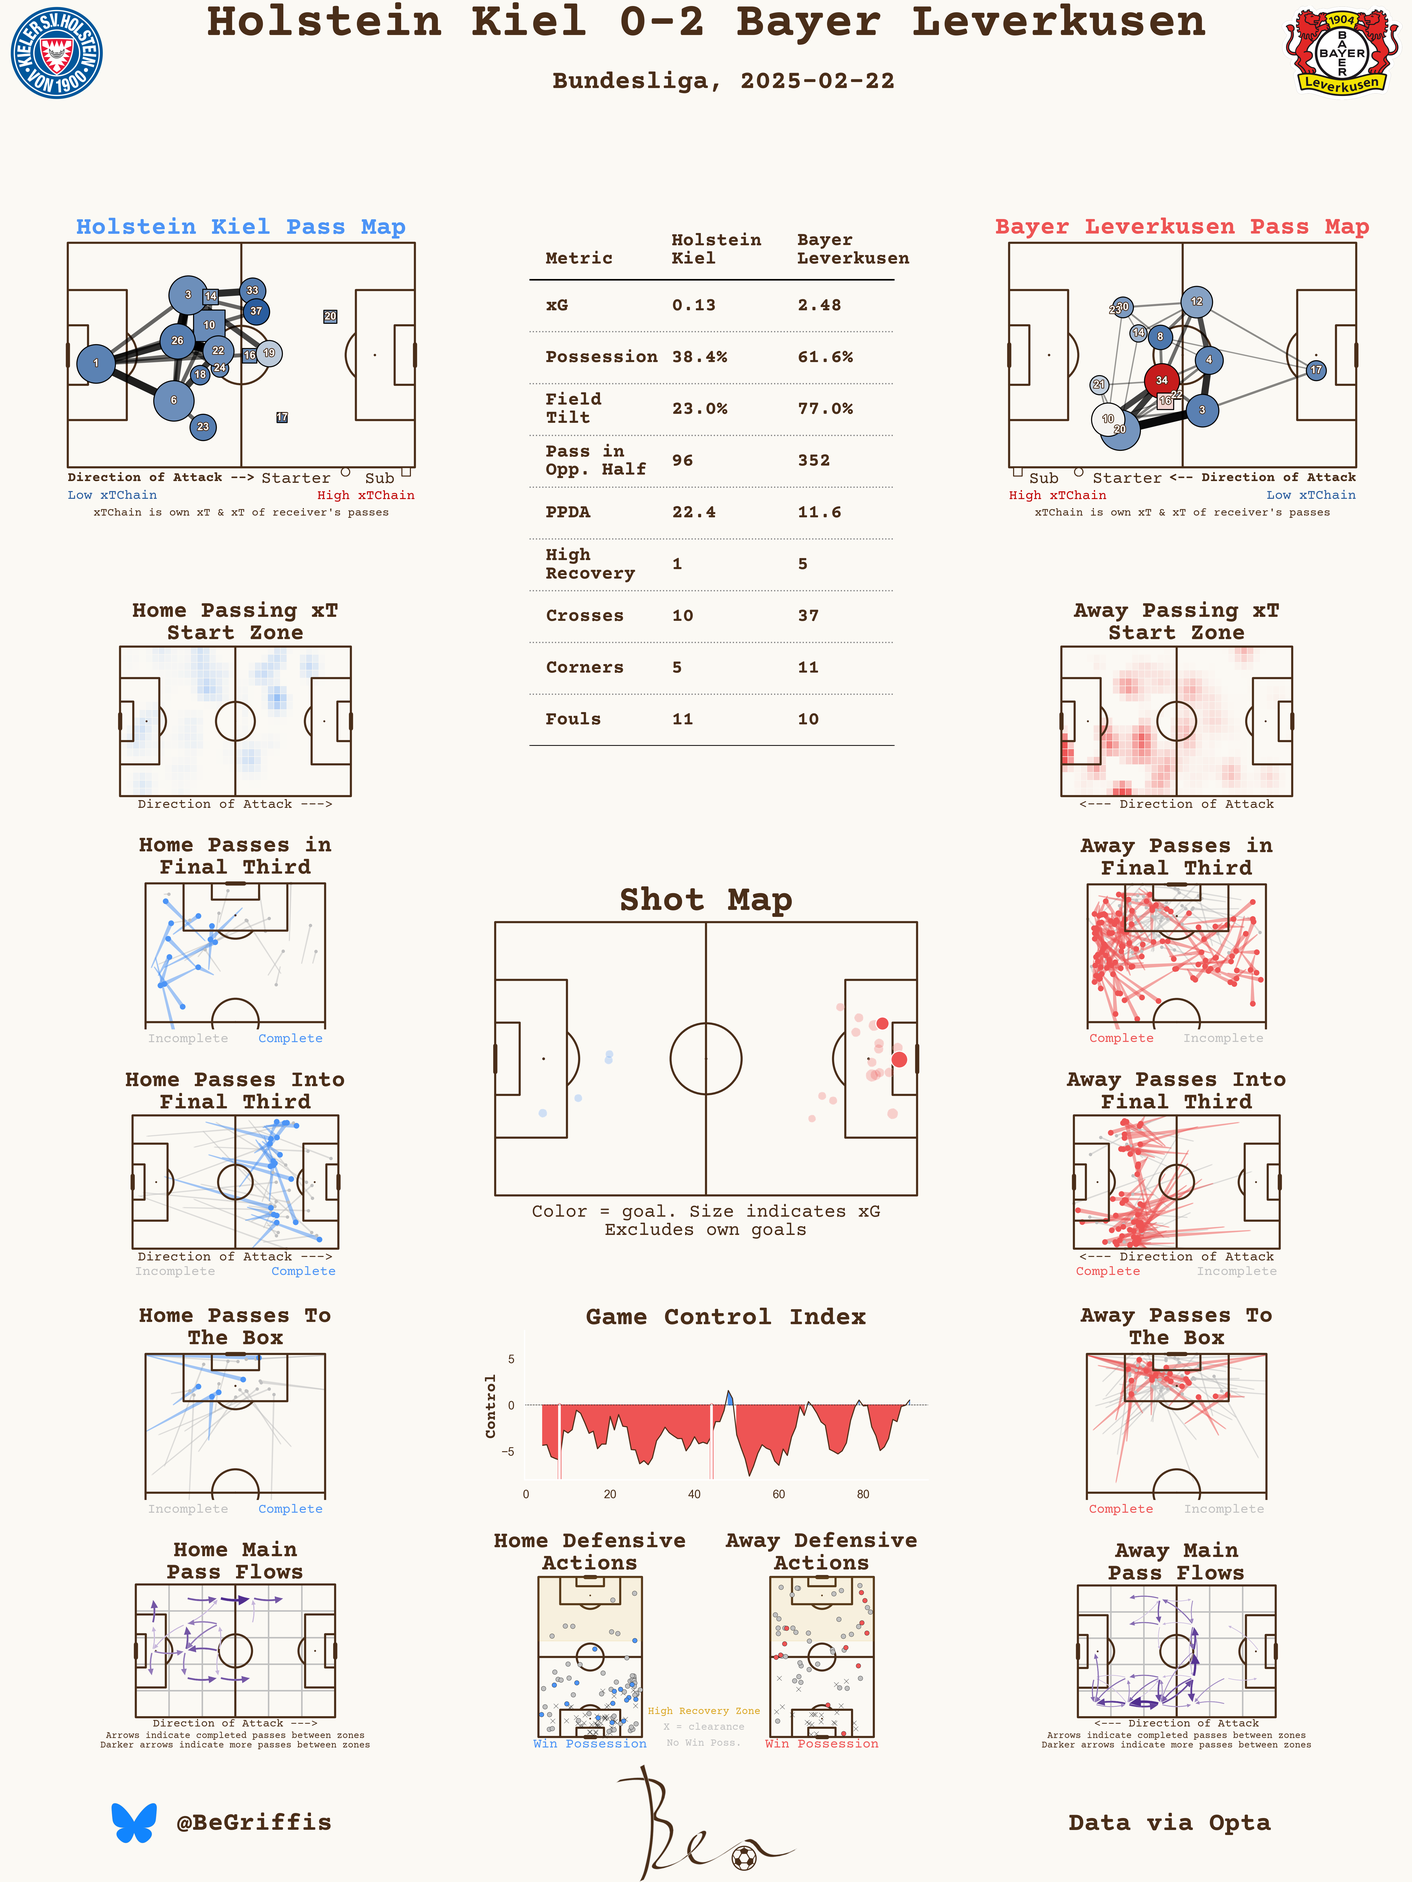 Holstein Kiel 0-2 Bayer Leverkusen
Bundesliga, 2025-02-22
KIELER S.V. HOLSTEIN
VON 1900
1904
BAYER
BAYER
Leverkusen
Holstein Kiel Pass Map
3
14
33
37
10
20
26
22
16
19
1
24
18
6
17
23
Direction of Attack --> Starter Sub
Low xTChain High xTChain
xTChain is own xT & xT of receiver's passes
Metric Holstein Kiel Bayer Leverkusen
xG 0.13 2.48
Possession 38.4% 61.6%
Field Tilt 23.0% 77.0%
Pass in Opp. Half 96 352
PPDA 22.4 11.6
High Recovery 1 5
Crosses 10 37
Corners 5 11
Fouls 11 10
Bayer Leverkusen Pass Map
12
23
30
14
8
4
17
34
21
22
16
3
10
20
Sub Starter <-- Direction of Attack
High xTChain Low xTChain
xTChain is own xT & xT of receiver's passes
Home Passing xT
Start Zone
Direction of Attack --->
Away Passing xT
Start Zone
<--- Direction of Attack
Home Passes in
Final Third
Incomplete Complete
Shot Map
Color = goal. Size indicates xG
Excludes own goals
Away Passes in
Final Third
Complete Incomplete
Home Passes Into
Final Third
Direction of Attack --->
Incomplete Complete
Away Passes Into
Final Third
<--- Direction of Attack
Complete Incomplete
Home Passes To
The Box
Incomplete Complete
Game Control Index
Control
5
0
−5
0 20 40 60 80
Away Passes To
The Box
Complete Incomplete
Home Main
Pass Flows
Direction of Attack --->
Arrows indicate completed passes between zones
Darker arrows indicate more passes between zones
Home Defensive
Actions
Win Possession
High Recovery Zone
X = clearance
No Win Poss.
Away Defensive
Actions
Win Possession
Away Main
Pass Flows
<--- Direction of Attack
Arrows indicate completed passes between zones
Darker arrows indicate more passes between zones
@BeGriffis
Data via Opta